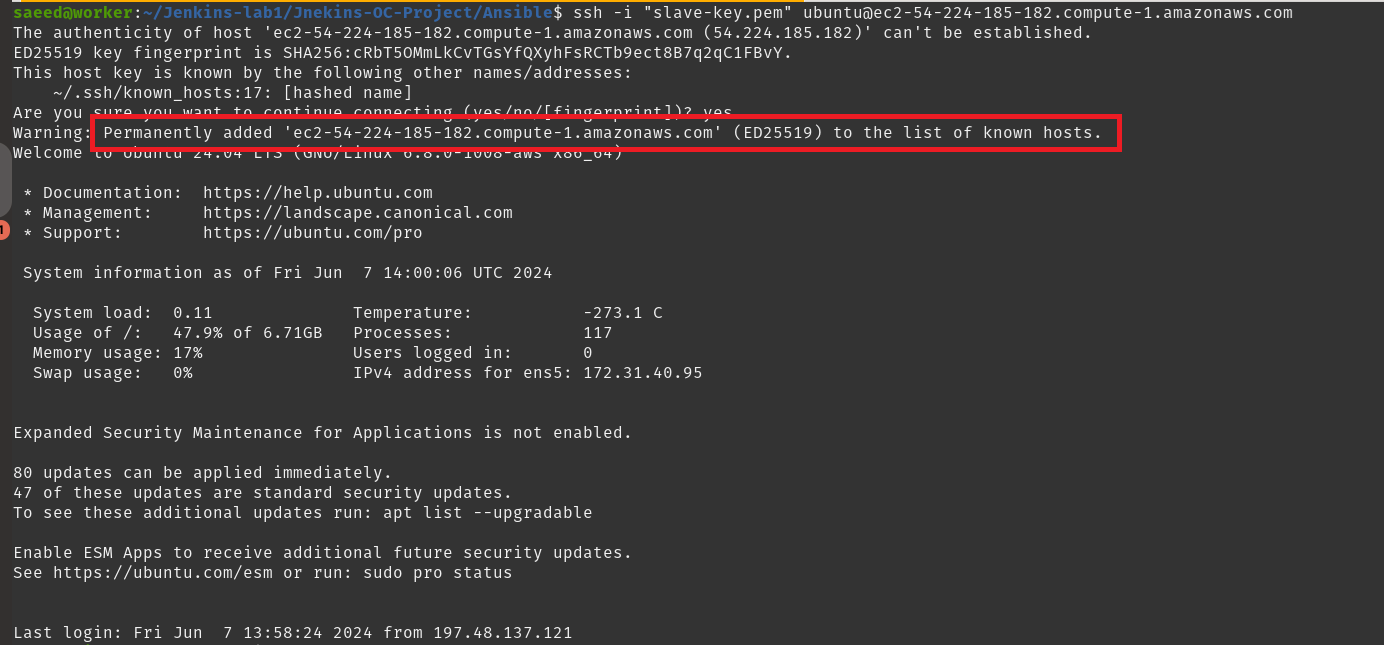 saeed@worker:~/Jenkins-lab1/Jnekins-OC-Project/Ansible$ ssh -i "slave-key.pem" ubuntu@ec2-54-224-185-182.compute-1.amazonaws.com
The authenticity of host 'ec2-54-224-185-182.compute-1.amazonaws.com (54.224.185.182)' can't be established.
ED25519 key fingerprint is SHA256:cRbT5OMmLkCvTGsYfQXyhFsRCTb9ect8B7q2qC1FBvY.
This host key is known by the following other names/addresses:
    ~/.ssh/known_hosts:17: [hashed name]
Are you sure you want to continue connecting (yes/no/[fingerprint])? yes
Warning: Permanently added 'ec2-54-224-185-182.compute-1.amazonaws.com' (ED25519) to the list of known hosts.
Welcome to Ubuntu 24.04 LTS (GNU/Linux 6.8.0-1008-aws x86_64)
 * Documentation:  https://help.ubuntu.com
 * Management:     https://landscape.canonical.com
1
 * Support:        https://ubuntu.com/pro
 System information as of Fri Jun  7 14:00:06 UTC 2024
  System load:  0.11              Temperature:           -273.1 C
  Usage of /:   47.9% of 6.71GB   Processes:             117
  Memory usage: 17%               Users logged in:       0
  Swap usage:   0%                IPv4 address for ens5: 172.31.40.95
Expanded Security Maintenance for Applications is not enabled.
80 updates can be applied immediately.
47 of these updates are standard security updates.
To see these additional updates run: apt list --upgradable
Enable ESM Apps to receive additional future security updates.
See https://ubuntu.com/esm or run: sudo pro status
Last login: Fri Jun  7 13:58:24 2024 from 197.48.137.121